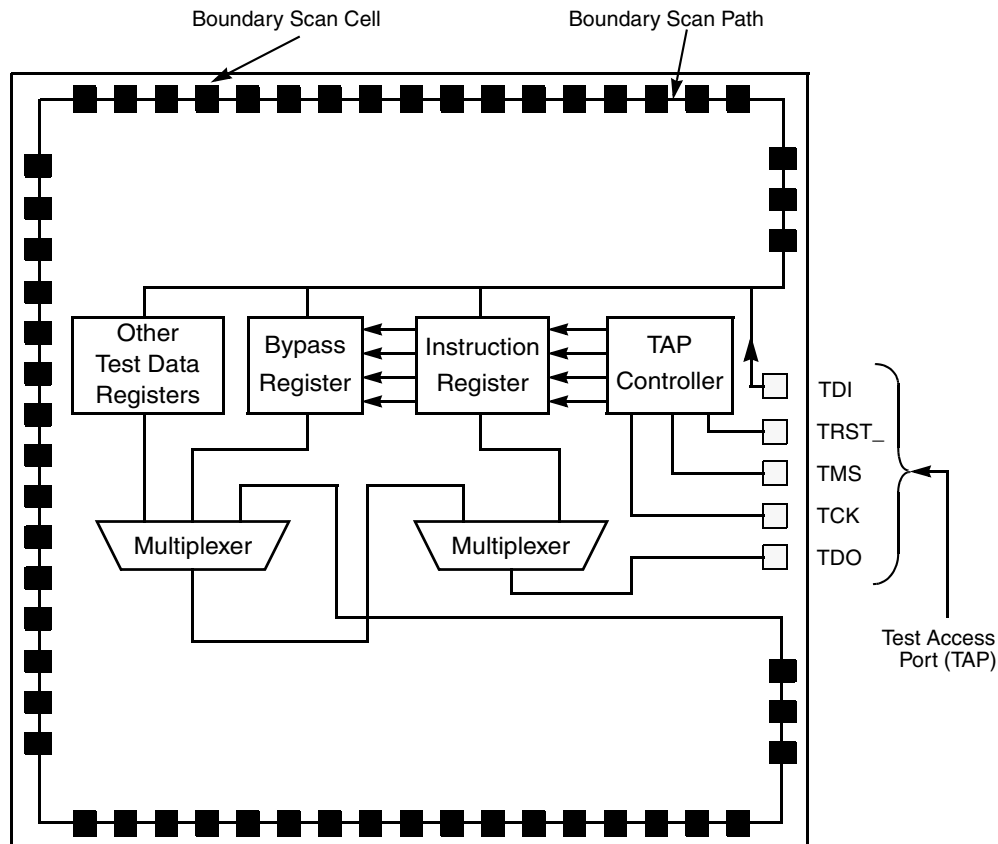 Boundary Scan Cell
Boundary Scan Path
Other
Test Data
Registers
Bypass
Register
Instruction
Register
TAP
Controller
TDI
TRST_
TMS
TCK
TDO
Multiplexer
Multiplexer
Test Access
Port (TAP)